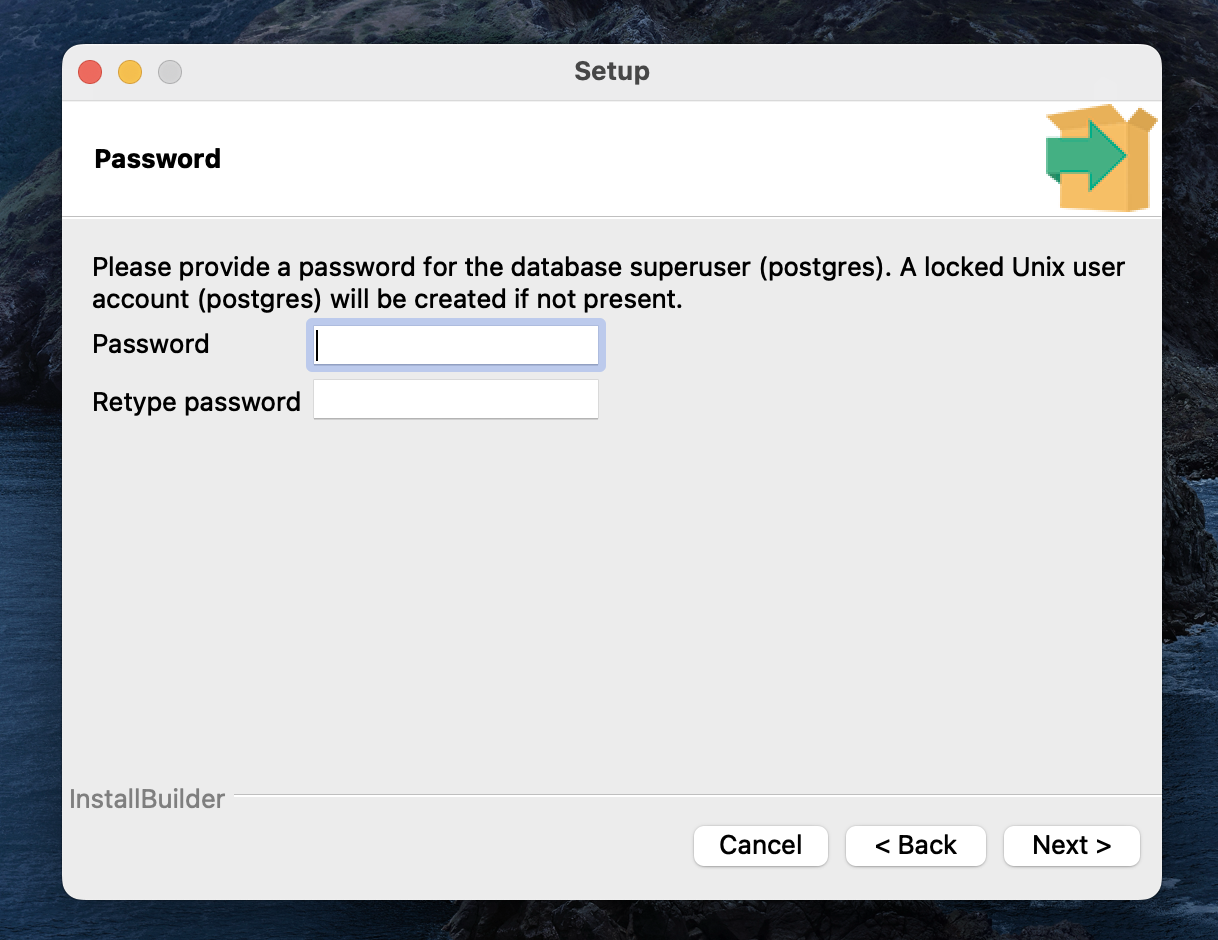 Setup
Password
Please provide a password for the database superuser (postgres). A locked Unix user
account (postgres) will be created if not present.
Password
Retype password
InstallBuilder
Cancel
< Back
Next >